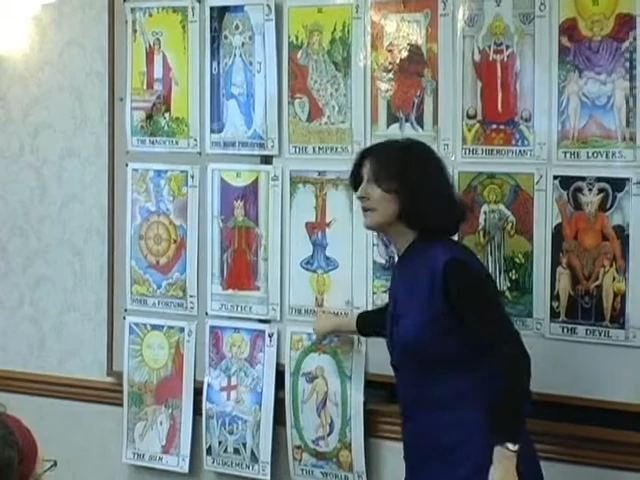 THE MAGICIAN.
THE HIGH PRIESTESS
THE EMPRESS.
THE HIEROPHANT.
THE LOVERS.
WHEEL of FORTUNE.
JUSTICE
THE HANGED MAN.
THE DEVIL
THE SUN.
JUDGEMENT.
THE WORLD.